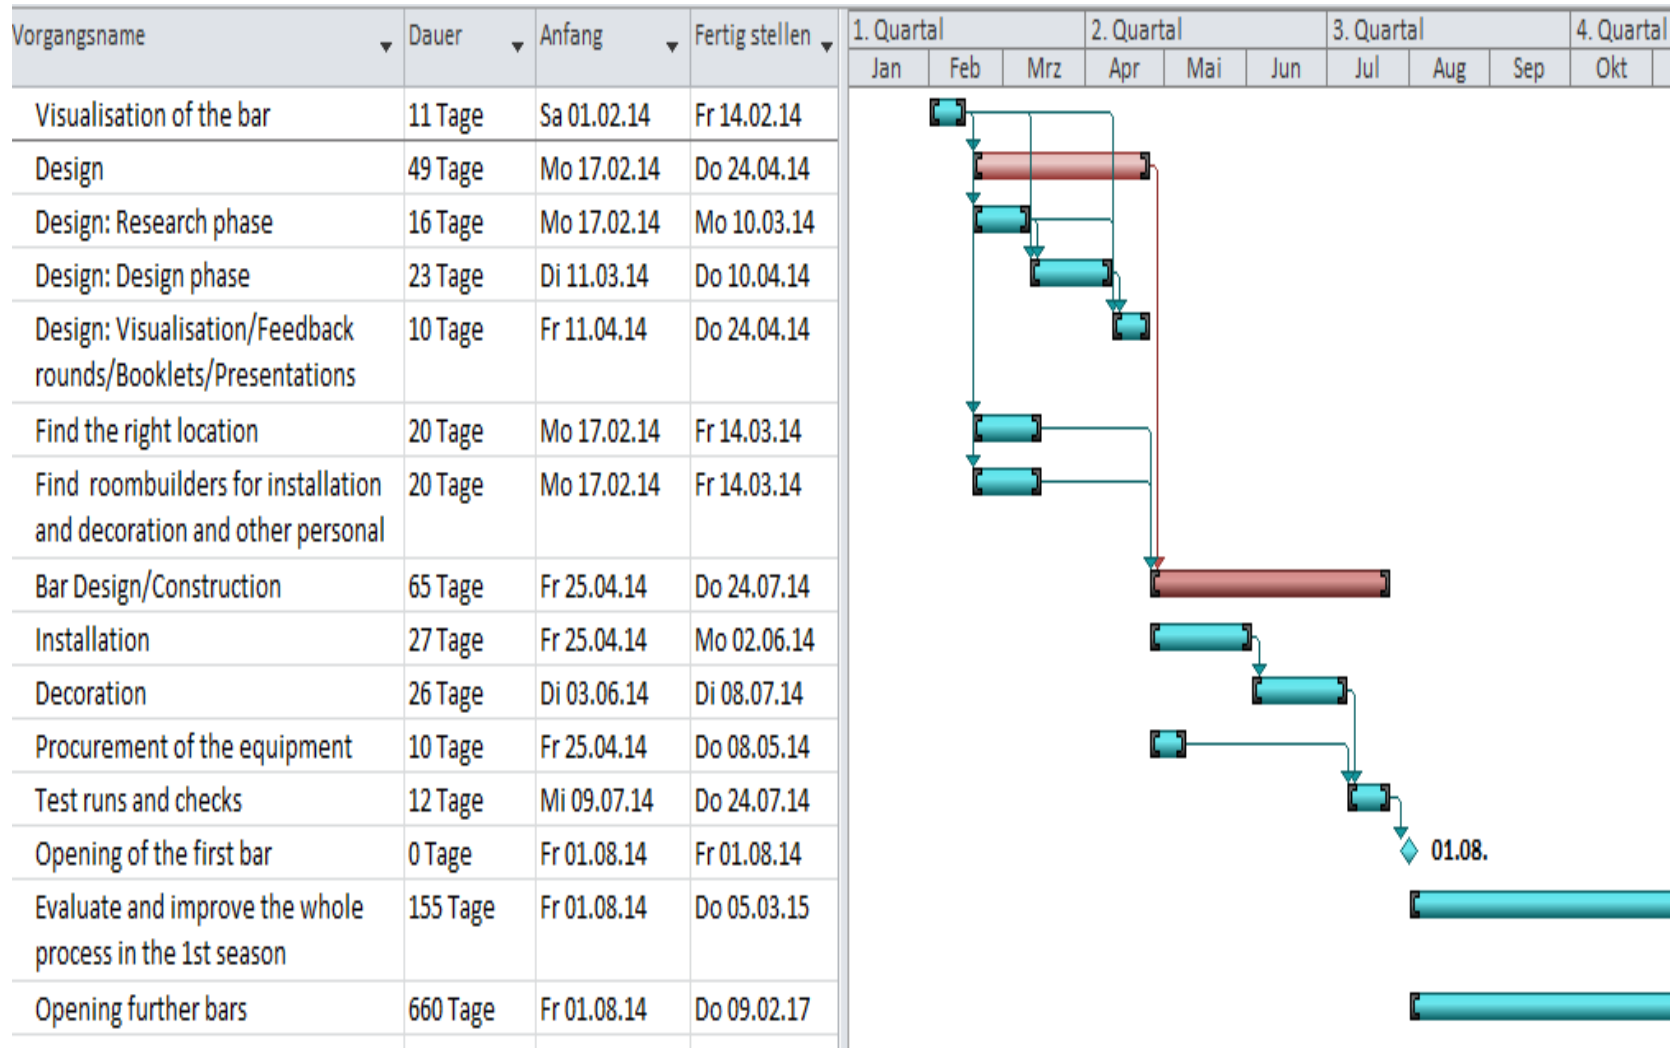 Vorgangsname Dauer Anfang Fertig stellen 1. Quartal 2. Quartal 3. Quartal 4. Quartal
Jan Feb Mrz Apr Mai Jun Jul Aug Sep Okt
Visualisation of the bar 11 Tage Sa 01.02.14 Fr 14.02.14
Design 49 Tage Mo 17.02.14 Do 24.04.14
Design: Research phase 16 Tage Mo 17.02.14 Mo 10.03.14
Design: Design phase 23 Tage Di 11.03.14 Do 10.04.14
Design: Visualisation/Feedback 10 Tage Fr 11.04.14 Do 24.04.14
rounds/Booklets/Presentations
Find the right location 20 Tage Mo 17.02.14 Fr 14.03.14
Find roombuilders for installation 20 Tage Mo 17.02.14 Fr 14.03.14
and decoration and other personal
Bar Design/Construction 65 Tage Fr 25.04.14 Do 24.07.14
Installation 27 Tage Fr 25.04.14 Mo 02.06.14
Decoration 26 Tage Di 03.06.14 Di 08.07.14
Procurement of the equipment 10 Tage Fr 25.04.14 Do 08.05.14
Test runs and checks 12 Tage Mi 09.07.14 Do 24.07.14
Opening of the first bar 0 Tage Fr 01.08.14 Fr 01.08.14 01.08.
Evaluate and improve the whole 155 Tage Fr 01.08.14 Do 05.03.15
process in the 1st season
Opening further bars 660 Tage Fr 01.08.14 Do 09.02.17